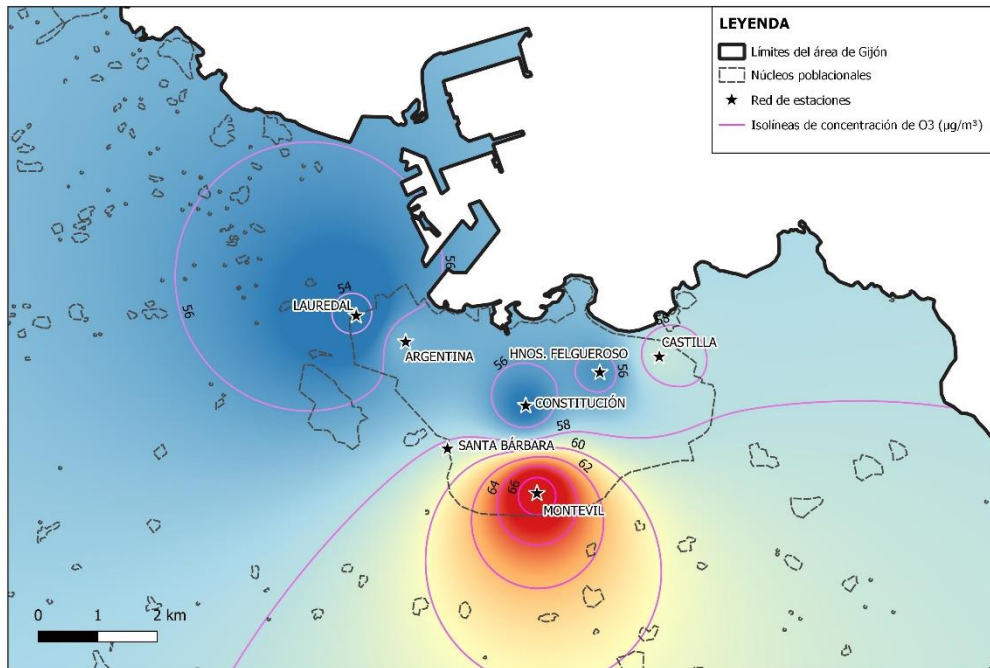 LEYENDA
Límites del área de Gijón
Núcleos poblacionales
Red de estaciones
Isolíneas de concentración de O3 (µg/m³)
56
54
LAUREDAL
56
58
CASTILLA
ARGENTINA
HNOS. FELGUEROSO
56
56
CONSTITUCIÓN
58
SANTA BÁRBARA
60
62
64
66
MONTEVIL
0 1 2 km